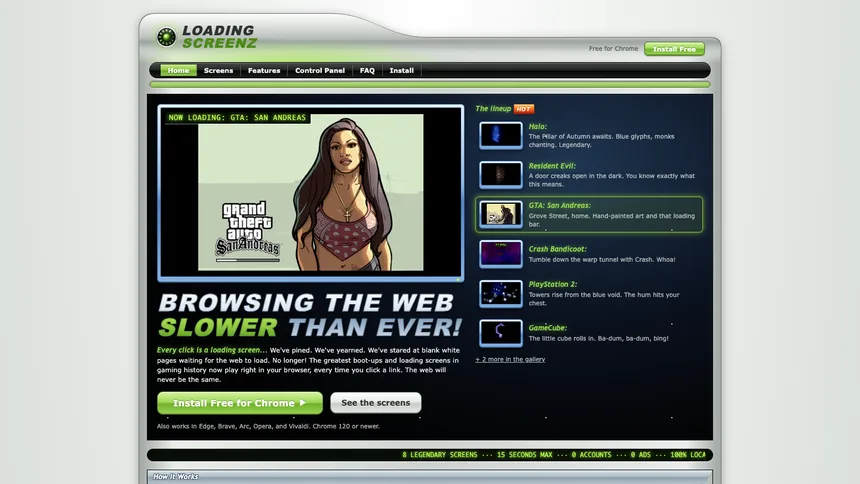 LOADING
SCREENZ
Free for Chrome
Install Free
Home
Screens
Features
Control Panel
FAQ
Install
NOW LOADING: GTA: SAN ANDREAS
grand
theft
auto
SanAndreas
BROWSING THE WEB
SLOWER THAN EVER!
Every click is a loading screen... We've pined. We've yearned. We've stared at blank white
pages waiting for the web to load. No longer! The greatest boot-ups and loading screens in
gaming history now play right in your browser, every time you click a link. The web will
never be the same.
Install Free for Chrome
See the screens
Also works in Edge, Brave, Arc, Opera, and Vivaldi. Chrome 120 or newer.
The lineup HOT
Halo:
The Pillar of Autumn awaits. Blue glyphs, monks
chanting. Legendary.
Resident Evil:
A door creaks open in the dark. You know exactly what
this means.
GTA: San Andreas:
Grove Street, home. Hand-painted art and that loading
bar.
Crash Bandicoot:
Tumble down the warp tunnel with Crash. Whoa!
PlayStation 2:
Towers rise from the blue void. The hum hits your
chest.
GameCube:
The little cube rolls in. Ba-dum, ba-dum, bing!
+ 2 more in the gallery
8 LEGENDARY SCREENS ··· 15 SECONDS MAX ··· 0 ACCOUNTS ··· 0 ADS ··· 100% LOCA
How It Works